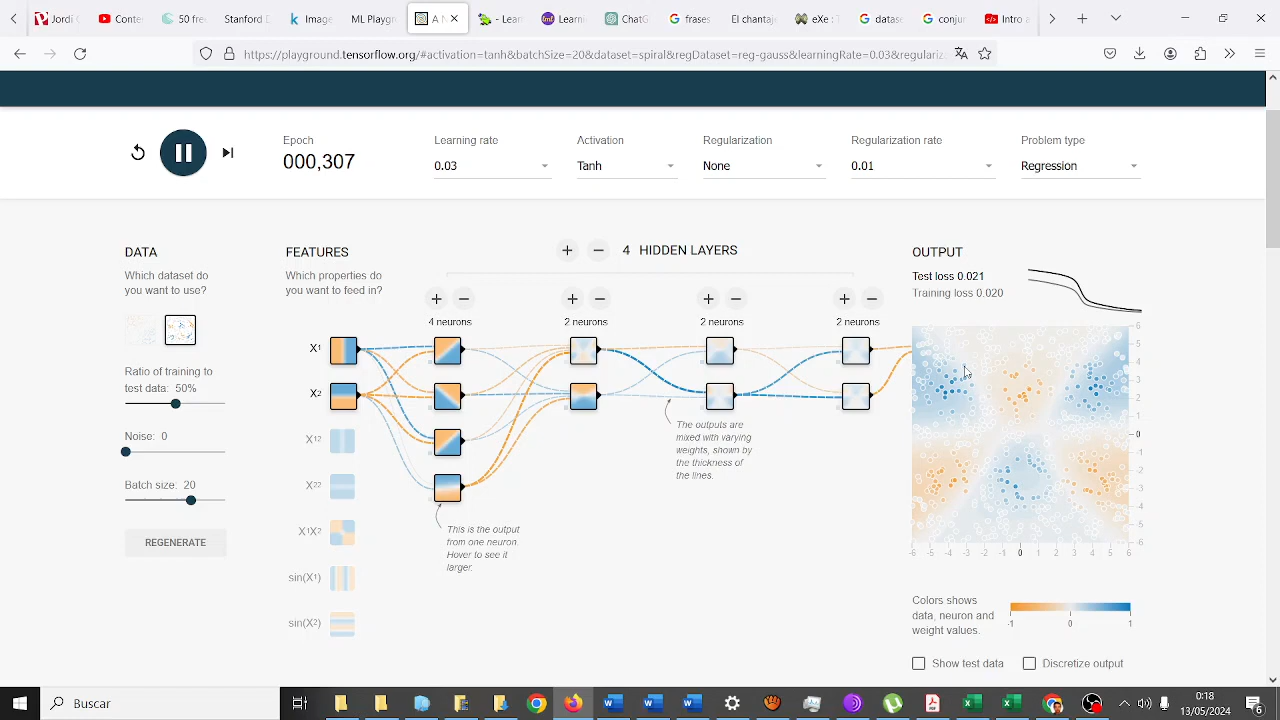 Jordi (
Conte
50 free
Stanford D
Image
ML Playgro
A N
- Learn
Learn
ChatG
frases
El chantaj
eXe : T
datase
conjur
Intro a
https://playground.tensorflow.org/#activation=tanh&batchSize=20&dataset=spiral&regDataset=reg-gauss&learningRate=0.03&regulariz
Epoch
000,307
Learning rate
0.03
Activation
Tanh
Regularization
None
Regularization rate
0.01
Problem type
Regression
DATA
Which dataset do
you want to use?
Ratio of training to
test data: 50%
Noise: 0
Batch size: 20
REGENERATE
FEATURES
Which properties do
you want to feed in?
X1
X2
X12
X22
X1X2
sin(X1)
sin(X2)
+ − 4 HIDDEN LAYERS
+ −
4 neurons
+ −
2 neurons
+ −
2 neurons
+ −
2 neurons
This is the output
from one neuron.
Hover to see it
larger.
The outputs are
mixed with varying
weights, shown by
the thickness of
the lines.
OUTPUT
Test loss 0.021
Training loss 0.020
6
5
4
3
2
1
0
-1
-2
-3
-4
-5
-6
-6 -5 -4 -3 -2 -1 0 1 2 3 4 5 6
Colors shows
data, neuron and
weight values.
-1 0 1
Show test data
Discretize output
Buscar
0:18
13/05/2024
6